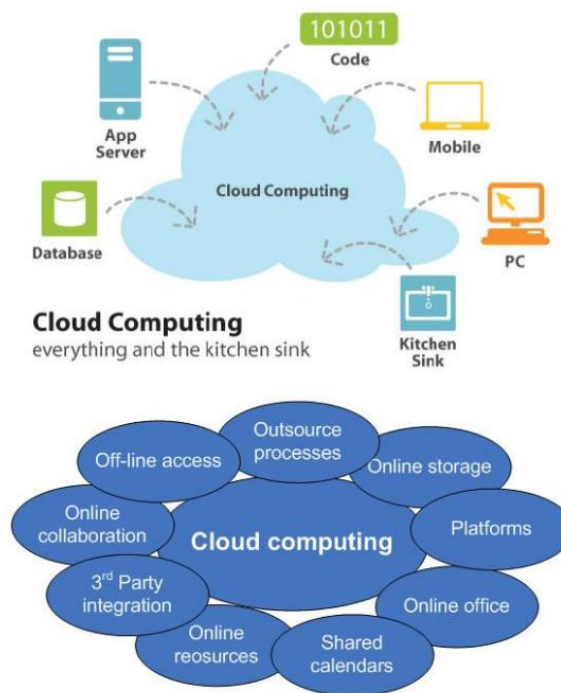 101011
Code
App
Server
Mobile
Cloud Computing
Database
PC
Kitchen
Sink
Cloud Computing
everything and the kitchen sink
Outsource
processes
Off-line access
Online storage
Online
collaboration
Cloud computing
Platforms
3rd Party
integration
Online office
Online
reosurces
Shared
calendars